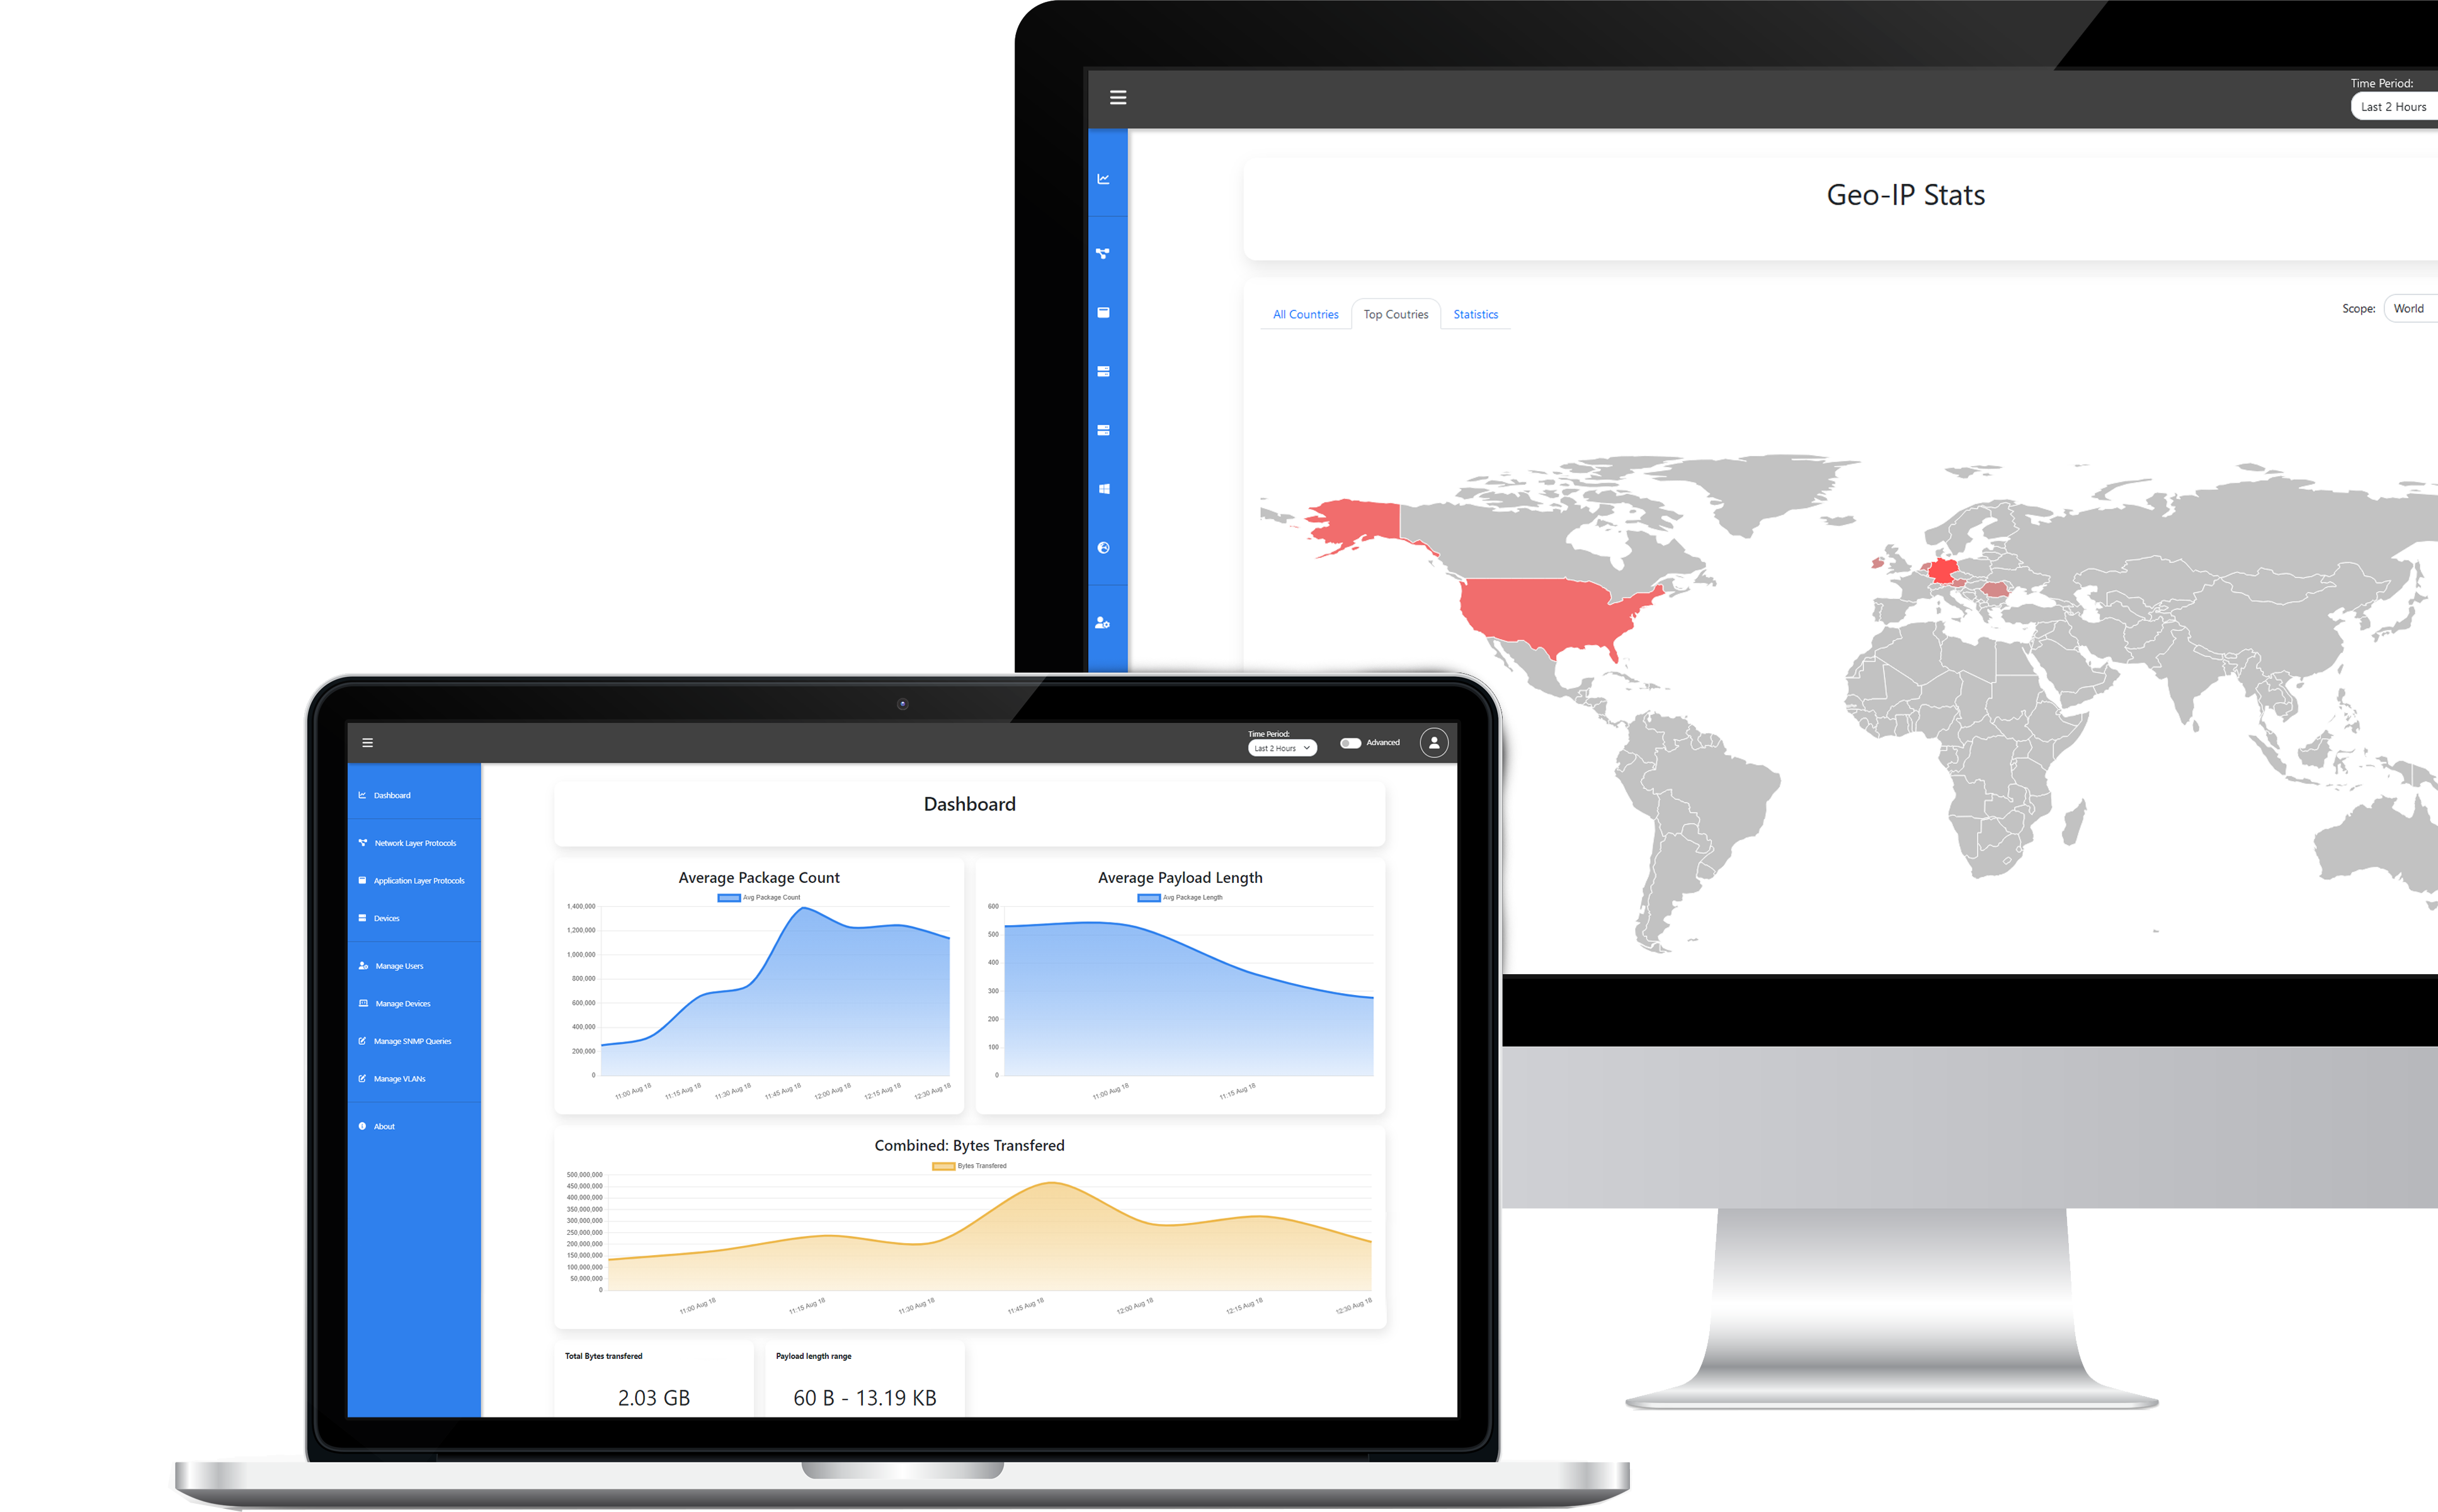 Time Period:
Last 2 Hours
Geo-IP Stats
All Countries
Top Coutries
Statistics
Scope:
World
Time Period:
Last 2 Hours
Advanced
Dashboard
Network Layer Protocols
Application Layer Protocols
Devices
Manage Users
Manage Devices
Manage SNMP Queries
Manage VLANs
About
Dashboard
Average Package Count
Avg Package Count
1,400,000
1,200,000
1,000,000
800,000
600,000
400,000
200,000
0
11:00 Aug 18
11:15 Aug 18
11:30 Aug 18
11:45 Aug 18
12:00 Aug 18
12:15 Aug 18
12:30 Aug 18
Average Payload Length
Avg Package Length
600
500
400
300
200
100
0
11:00 Aug 18
11:15 Aug 18
Combined: Bytes Transfered
Bytes Transfered
500,000,000
450,000,000
400,000,000
350,000,000
300,000,000
250,000,000
200,000,000
150,000,000
100,000,000
50,000,000
0
11:00 Aug 18
11:15 Aug 18
11:30 Aug 18
11:45 Aug 18
12:00 Aug 18
12:15 Aug 18
12:30 Aug 18
Total Bytes transfered
2.03 GB
Payload length range
60 B - 13.19 KB